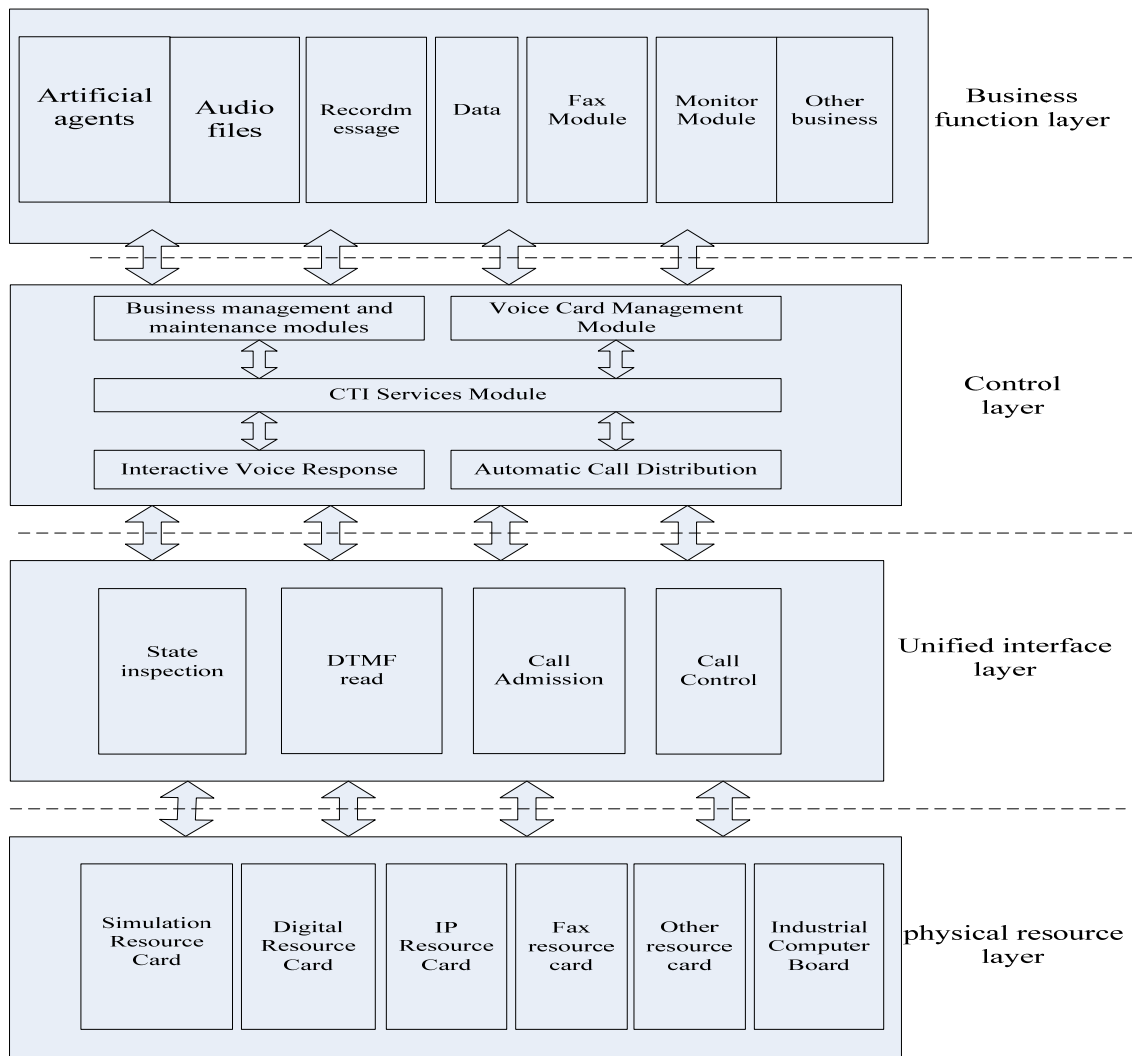 Artificial
agents
Audio
files
Recordm
essage
Data
Fax
Module
Monitor
Module
Other
business
Business
function layer
Business management and
maintenance modules
Voice Card Management
Module
CTI Services Module
Interactive Voice Response
Automatic Call Distribution
Control
layer
State
inspection
DTMF
read
Call
Admission
Call
Control
Unified interface
layer
Simulation
Resource
Card
Digital
Resource
Card
IP
Resource
Card
Fax
resource
card
Other
resource
card
Industrial
Computer
Board
physical resource
layer